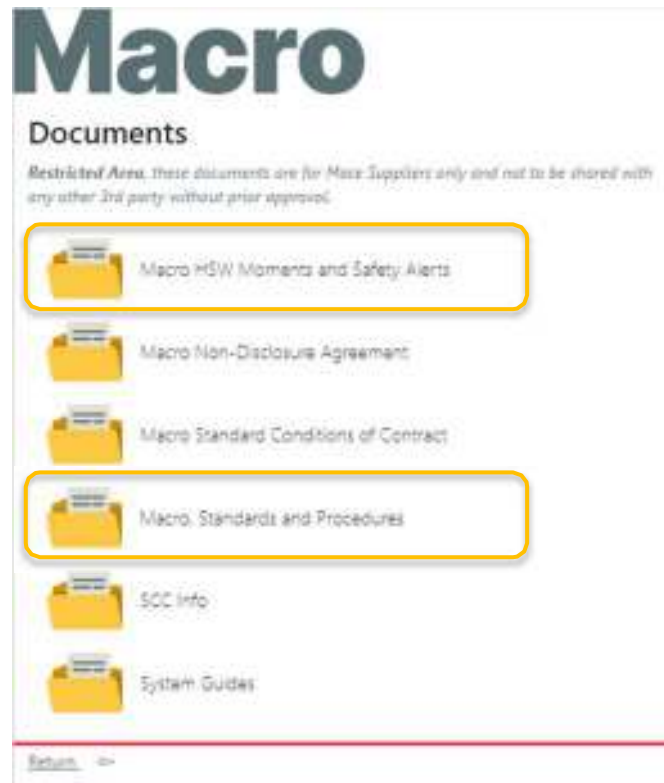 Macro
Documents
Restricted Area, these documents are for Mace Suppliers only and not to be shared with
any other 3rd party without prior approval.
Macro HSW Moments and Safety Alerts
Macro Non-Disclosure Agreement
Macro Standard Conditions of Contract
Macro, Standards and Procedures
SCC Info
System Guides
Return